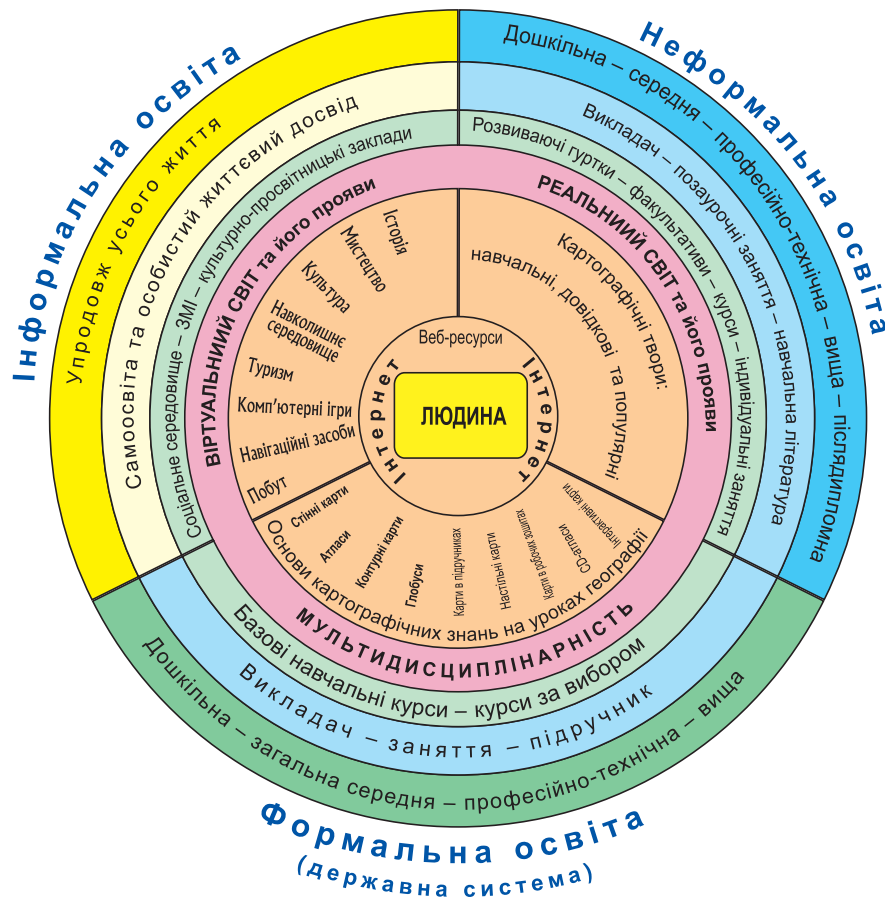 Інформальна освіта
Упродовж усього життя
Самоосвіта та особистий життєвий досвід
Соціальне середовище – ЗМІ – культурно-просвітницькі заклади
ВІРТУАЛЬНИИЙ СВІТ та його прояви
Історія
Мистецтво
Культура
Навколишнє
середовище
Туризм
Комп’ютерні ігри
Навігаційні засоби
Побут
Неформальна освіта
Дошкільна – середня – професійно-технічна – вища – післядипломна
Викладач – позаурочні заняття – навчальна література
Розвиваючі гуртки – факультативи – курси – індивідуальні заняття
РЕАЛЬНИИЙ СВІТ та його прояви
Картографічні твори:
навчальні, довідкові та популярні
Веб-ресурси
Інтернет
Інтернет
ЛЮДИНА
Стінні карти
Атласи
Контурні карти
Глобуси
Карти в підручниках
Настільні карти
Карти в робочих зошитах
CD-атласи
Інтерактивні карти
Основи картографічних знань на уроках географії
МУЛЬТИДИСЦИПЛІНАРНІСТЬ
Базові навчальні курси – курси за вибором
Викладач – заняття – підручник
Дошкільна – загальна середня – професійно-технічна – вища
Формальна освіта
(державна система)